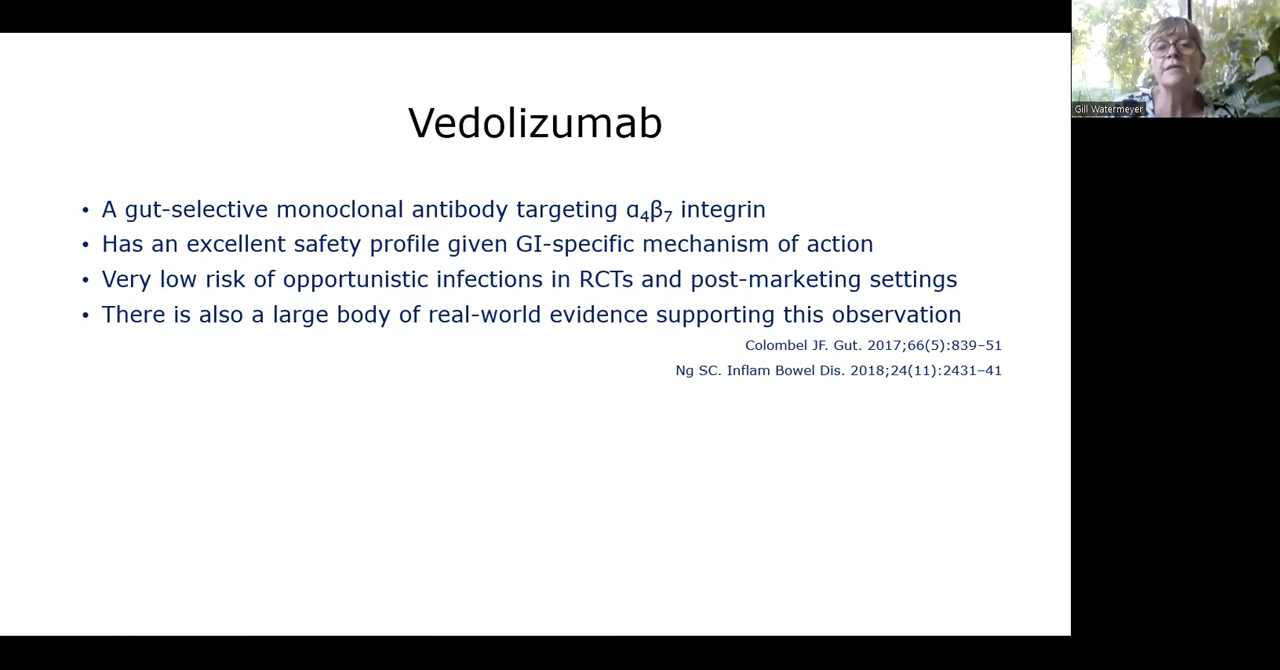 Vedolizumab
• A gut-selective monoclonal antibody targeting α₄β₇ integrin
• Has an excellent safety profile given GI-specific mechanism of action
• Very low risk of opportunistic infections in RCTs and post-marketing settings
• There is also a large body of real-world evidence supporting this observation
Colombel JF. Gut. 2017;66(5):839–51
Ng SC. Inflam Bowel Dis. 2018;24(11):2431–41
Gill Watermeyer